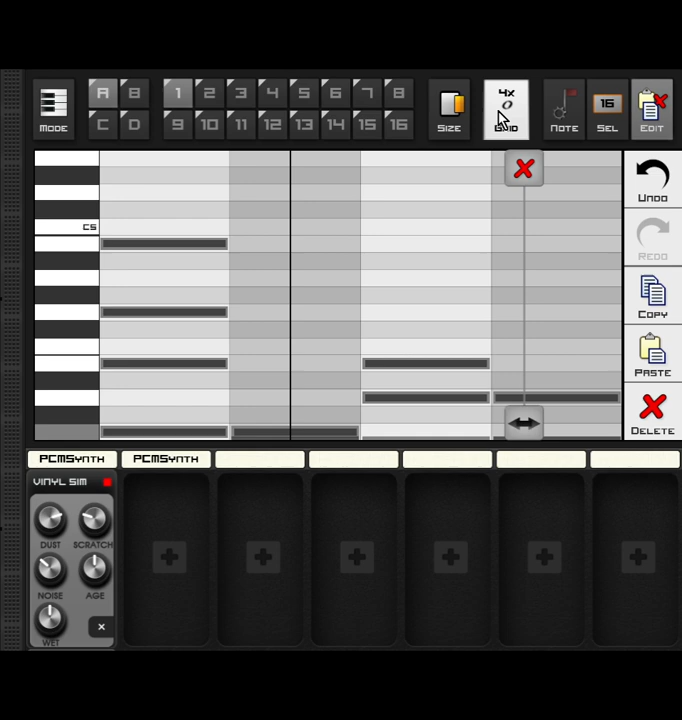 A B 1 2 3 4 5 6 7 8
4x
MODE C D 9 10 11 12 13 14 15 16 SIZE NOTE 16 SEL EDIT
C5
UNDO
REDO
COPY
PASTE
DELETE
PCMSYNTH PCMSYNTH
VINYL SIM
DUST SCRATCH
NOISE AGE
WET